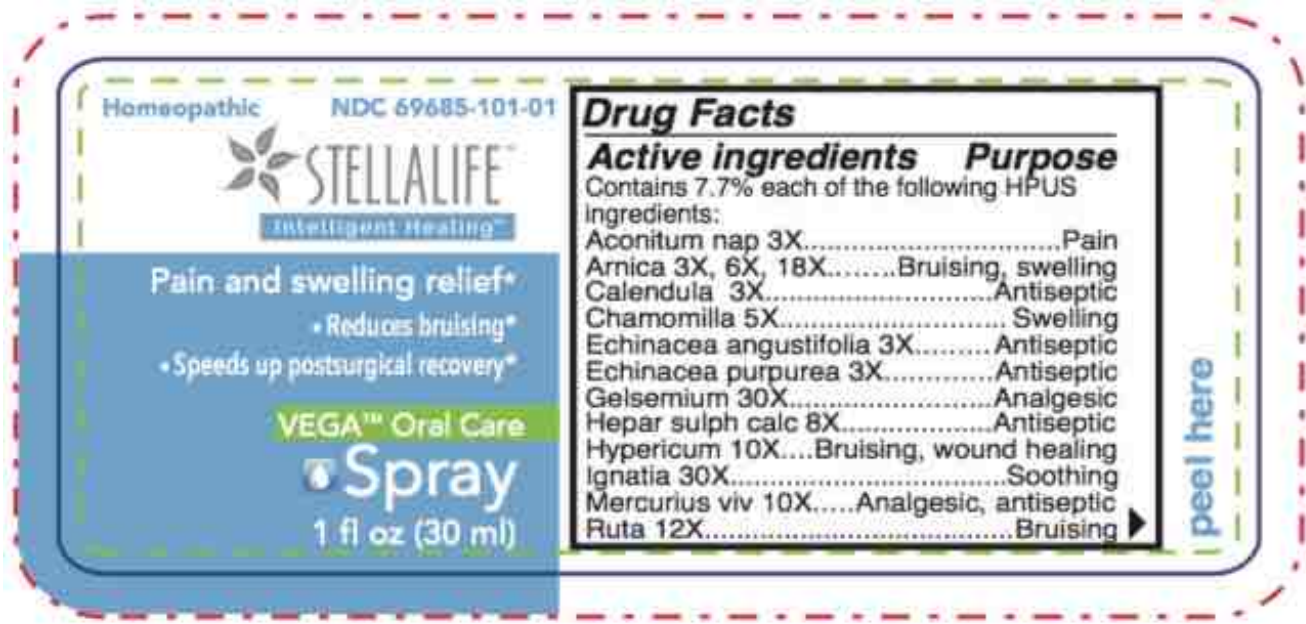 Homeopathic NDC 69685-101-01
STELLALIFE™
Intelligent Healing™
Pain and swelling relief*
• Reduces bruising*
• Speeds up postsurgical recovery*
VEGA™ Oral Care
Spray
1 fl oz (30 ml)
Drug Facts
Active ingredients Purpose
Contains 7.7% each of the following HPUS
ingredients:
Aconitum nap 3X..............................Pain
Arnica 3X, 6X, 18X........Bruising, swelling
Calendula 3X..........................Antiseptic
Chamomilla 5X........................... Swelling
Echinacea angustifolia 3X.........Antiseptic
Echinacea purpurea 3X.............Antiseptic
Gelsemium 30X........................Analgesic
Hepar sulph calc 8X..................Antiseptic
Hypericum 10X....Bruising, wound healing
Ignatia 30X.................................Soothing
Mercurius viv 10X.....Analgesic, antiseptic
Ruta 12X.....................................Bruising
peel here